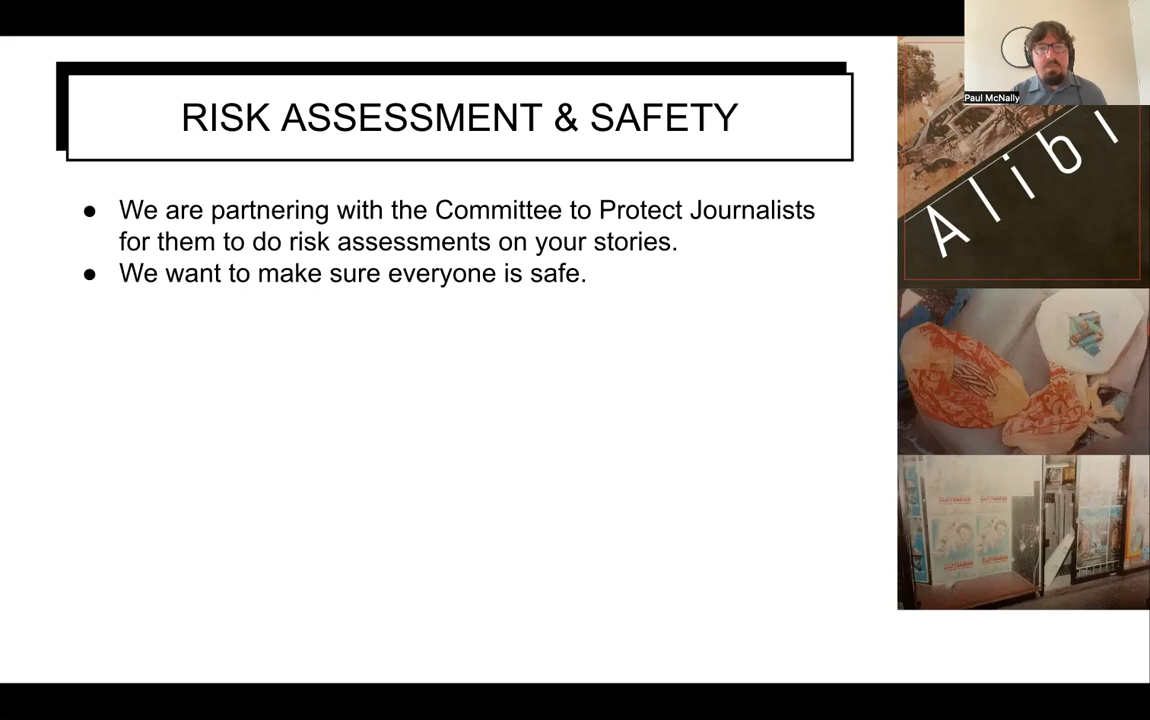 RISK ASSESSMENT & SAFETY
● We are partnering with the Committee to Protect Journalists
for them to do risk assessments on your stories.
● We want to make sure everyone is safe.
Paul McNally
Alibi